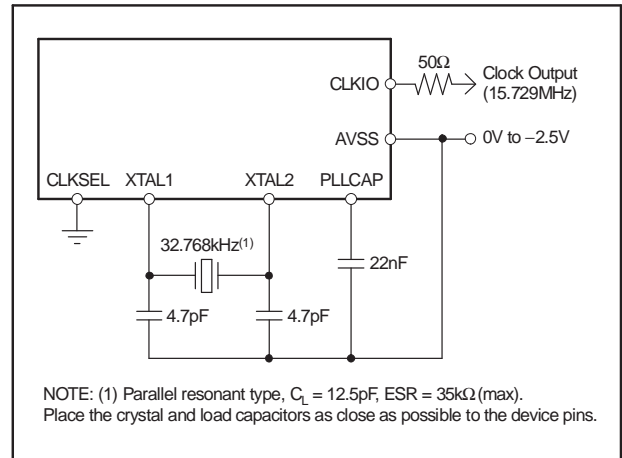 50Ω
CLKIO
Clock Output
(15.729MHz)
AVSS
0V to −2.5V
CLKSEL XTAL1 XTAL2 PLLCAP
32.768kHz(1)
22nF
4.7pF 4.7pF
NOTE: (1) Parallel resonant type, CL = 12.5pF, ESR = 35kΩ(max).
Place the crystal and load capacitors as close as possible to the device pins.